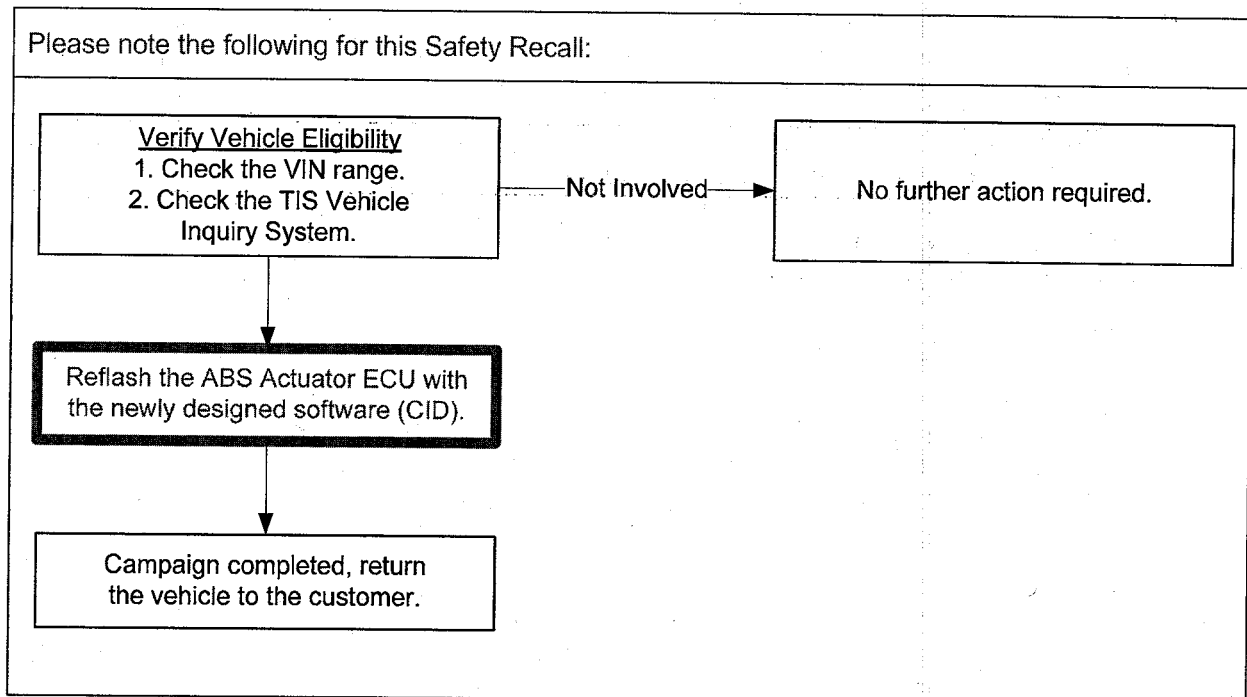 Please note the following for this Safety Recall:
Verify Vehicle Eligibility
1. Check the VIN range.
2. Check the TIS Vehicle
Inquiry System.
Not Involved
No further action required.
Reflash the ABS Actuator ECU with
the newly designed software (CID).
Campaign completed, return
the vehicle to the customer.